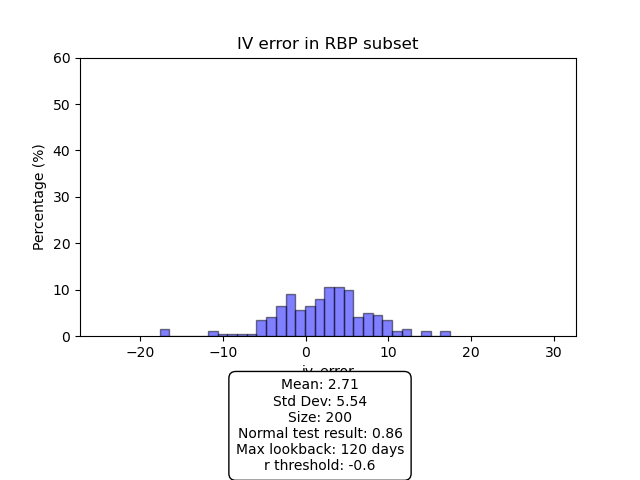 IV error in RBP subset
60
50
40
30
20
10
0
Percentage (%)
−20
−10
0
10
20
30
iv_error
Mean: 2.71
Std Dev: 5.54
Size: 200
Normal test result: 0.86
Max lookback: 120 days
r threshold: -0.6